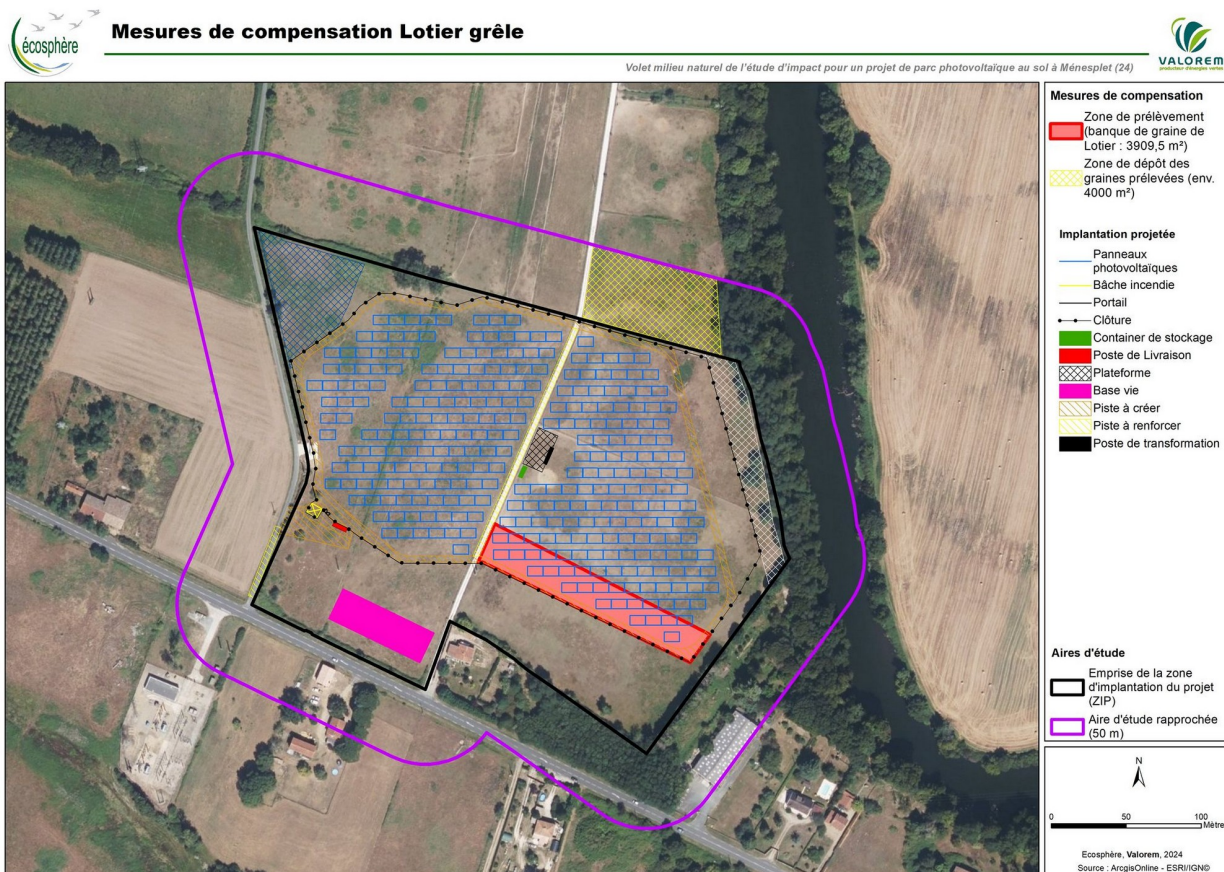 écosphère
Mesures de compensation Lotier grêle
VALOREM
producteur d'énergies vertes
Volet milieu naturel de l'étude d'impact pour un projet de parc photovoltaïque au sol à Ménesplet (24)
Mesures de compensation
Zone de prélèvement
(banque de graine de
Lotier : 3909,5 m²)
Zone de dépôt des
graines prélevées (env.
4000 m²)
Implantation projetée
Panneaux
photovoltaïques
Bâche incendie
Portail
Clôture
Container de stockage
Poste de Livraison
Plateforme
Base vie
Piste à créer
Piste à renforcer
Poste de transformation
Aires d'étude
Emprise de la zone
d'implantation du projet
(ZIP)
Aire d'étude rapprochée
(50 m)
N
0 50 100
Mètres
Ecosphère, Valorem, 2024
Source : ArcgisOnline - ESRI/IGN©